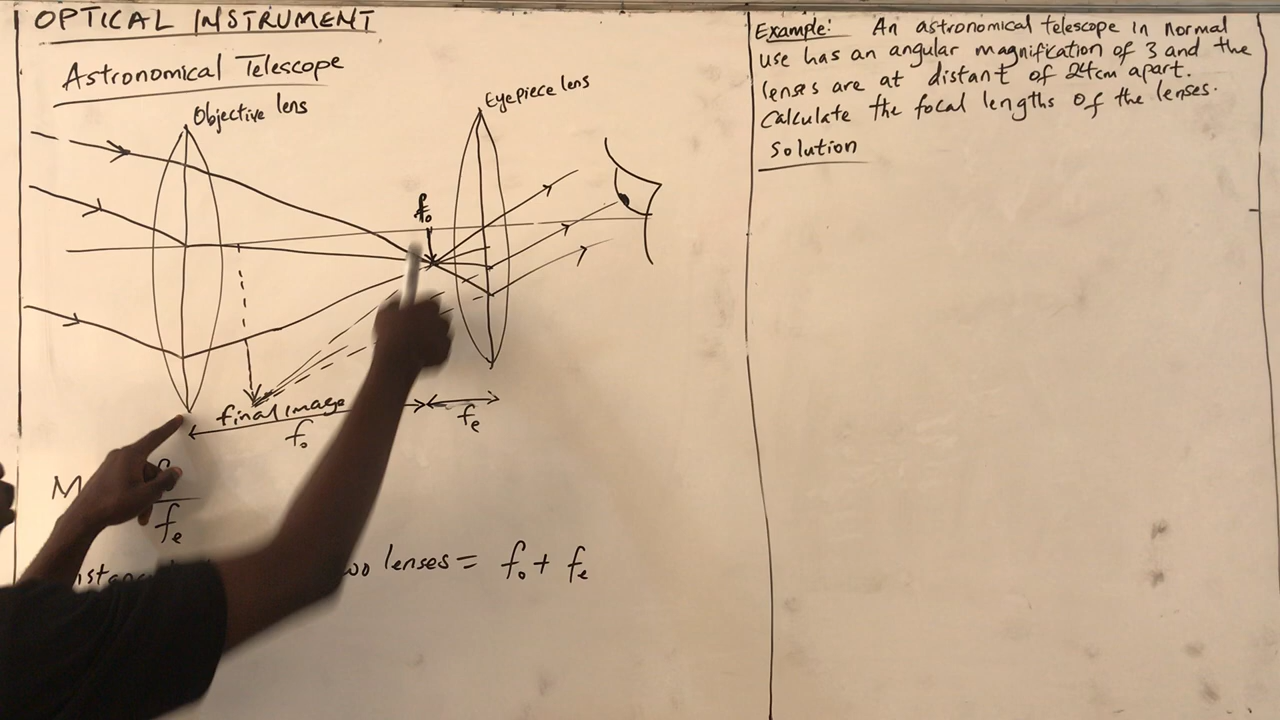 OPTICAL INSTRUMENT
Astronomical Telescope
Objective lens
Eyepiece lens
fo
final image
fo
fe
M
fe
two lenses = fo + fe
Example: An astronomical telescope in normal
use has an angular magnification of 3 and the
lenses are at distant of 24cm apart.
Calculate the focal lengths of the lenses.
Solution